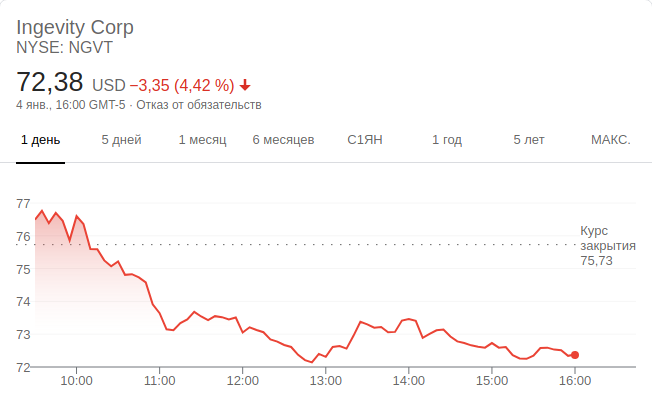 Ingevity Corp
NYSE: NGVT
72,38 USD −3,35 (4,42 %)
4 янв., 16:00 GMT-5 · Отказ от обязательств
1 день 5 дней 1 месяц 6 месяцев С1ЯН 1 год 5 лет МАКС.
77
76
75
74
73
72
Курс
закрытия
75,73
10:00 11:00 12:00 13:00 14:00 15:00 16:00